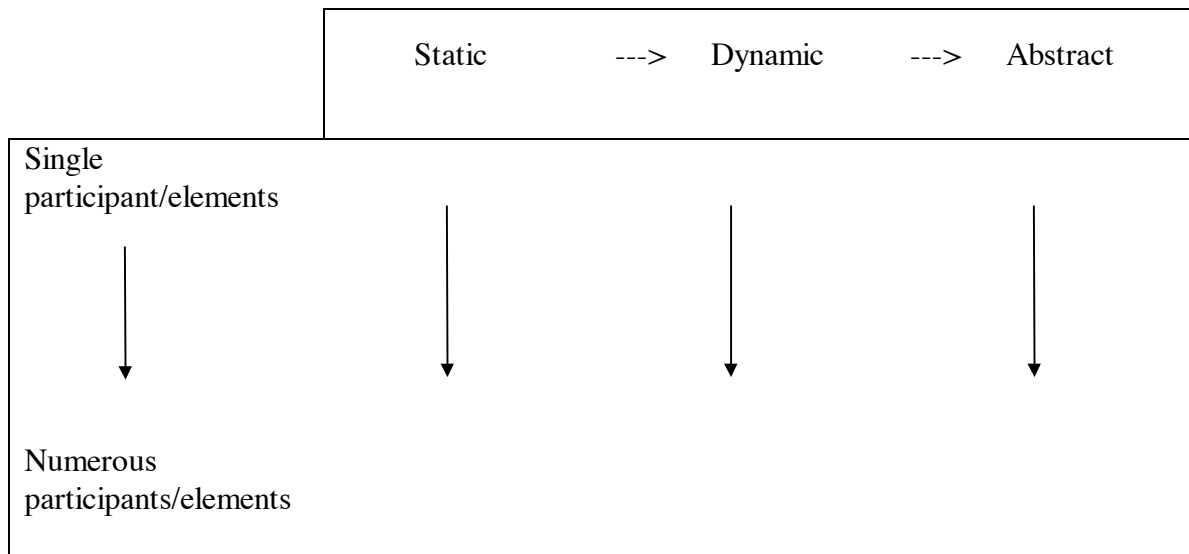 Static ---> Dynamic ---> Abstract
Single
participant/elements
Numerous
participants/elements